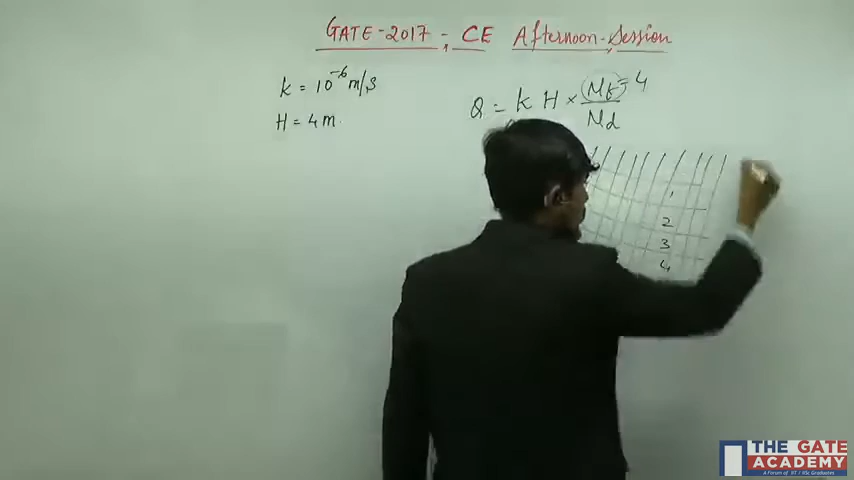 GATE-2017-, CE Afternoon-Session
k = 10^-6 m/s
H = 4 m.
Q = k H × Nf/Nd = 4
1
2
3
4
THE GATE
ACADEMY
A Forum of IIT / IISc Graduates